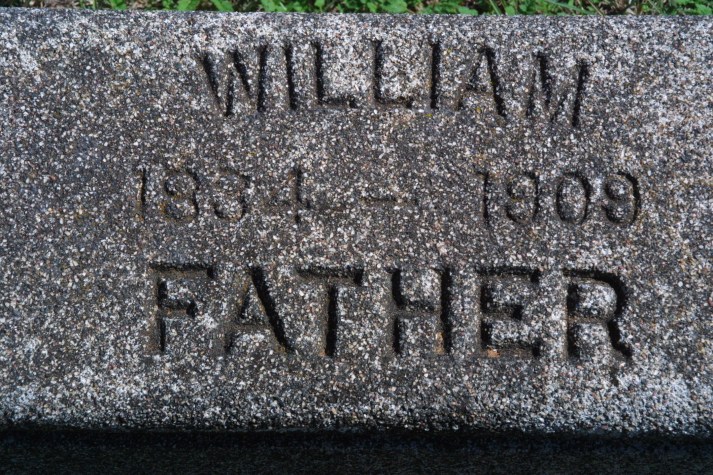 WILLIAM
1834 - 1909
FATHER